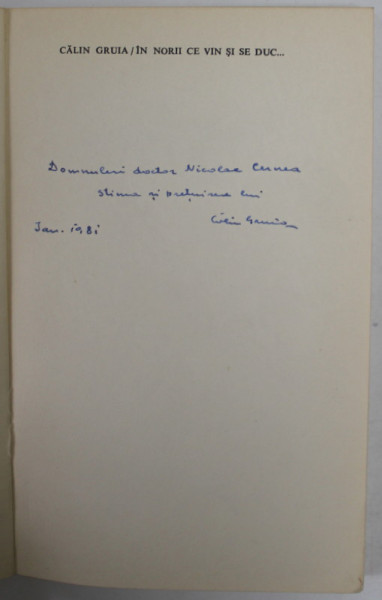 CĂLIN GRUIA/ÎN NORII CE VIN ȘI SE DUC...
Domnului doctor Nicolae Cernea
stima și prețuirea lui
Călin Gruia
Ian. 1981